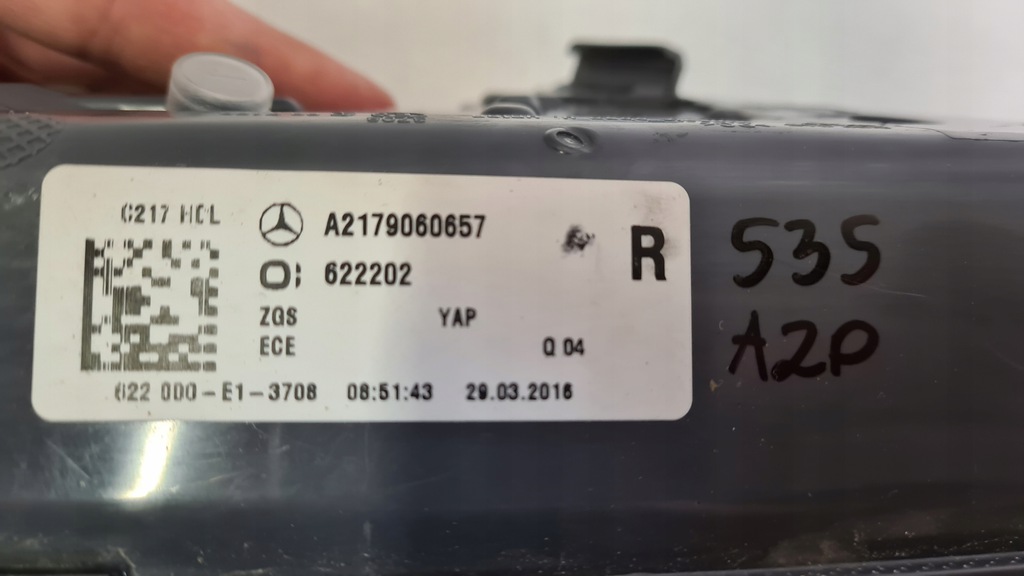 C217 HCL
A2179060657
O; 622202
R
ZGS YAP
ECE Q 04
622 000-E1-3708 08:51:43 29.03.2016
535
A2P